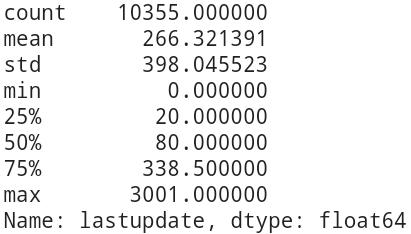 count    10355.000000
mean       266.321391
std        398.045523
min          0.000000
25%         20.000000
50%         80.000000
75%        338.500000
max       3001.000000
Name: lastupdate, dtype: float64